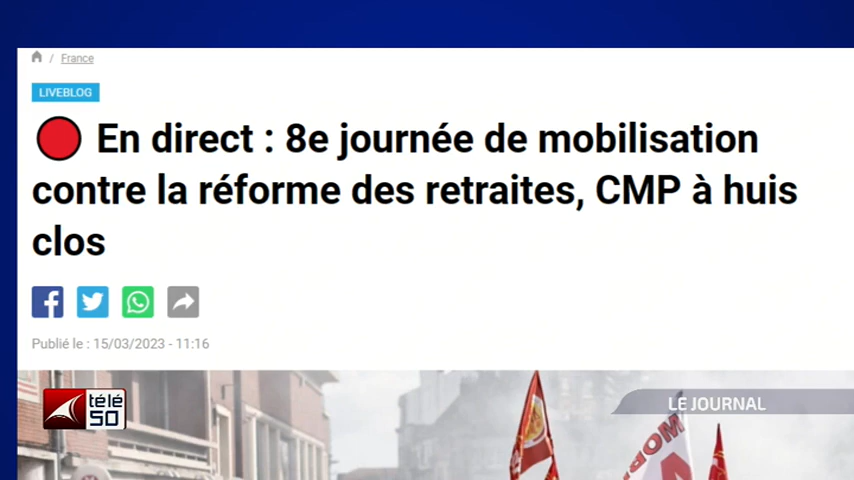 / France
LIVEBLOG
En direct : 8e journée de mobilisation
contre la réforme des retraites, CMP à huis
clos
Publié le : 15/03/2023 - 11:16
télé
50
LE JOURNAL